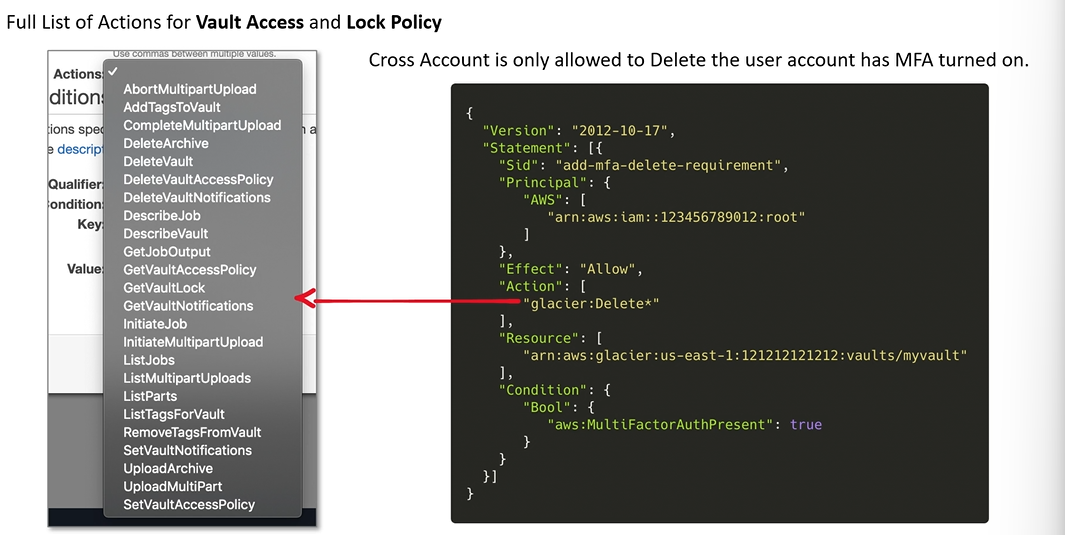 Full List of Actions for Vault Access and Lock Policy
Use commas between multiple values.
Actions:
ditions
tions spec
n a
e descript
Qualifier:
ondition:
Key:
Value:
AbortMultipartUpload
AddTagsToVault
CompleteMultipartUpload
DeleteArchive
DeleteVault
DeleteVaultAccessPolicy
DeleteVaultNotifications
DescribeJob
DescribeVault
GetJobOutput
GetVaultAccessPolicy
GetVaultLock
GetVaultNotifications
InitiateJob
InitiateMultipartUpload
ListJobs
ListMultipartUploads
ListParts
ListTagsForVault
RemoveTagsFromVault
SetVaultNotifications
UploadArchive
UploadMultiPart
SetVaultAccessPolicy
Cross Account is only allowed to Delete the user account has MFA turned on.
{
"Version": "2012-10-17",
"Statement": [{
"Sid": "add-mfa-delete-requirement",
"Principal": {
"AWS": [
"arn:aws:iam::123456789012:root"
]
},
"Effect": "Allow",
"Action": [
"glacier:Delete*"
],
"Resource": [
"arn:aws:glacier:us-east-1:121212121212:vaults/myvault"
],
"Condition": {
"Bool": {
"aws:MultiFactorAuthPresent": true
}
}
}]
}